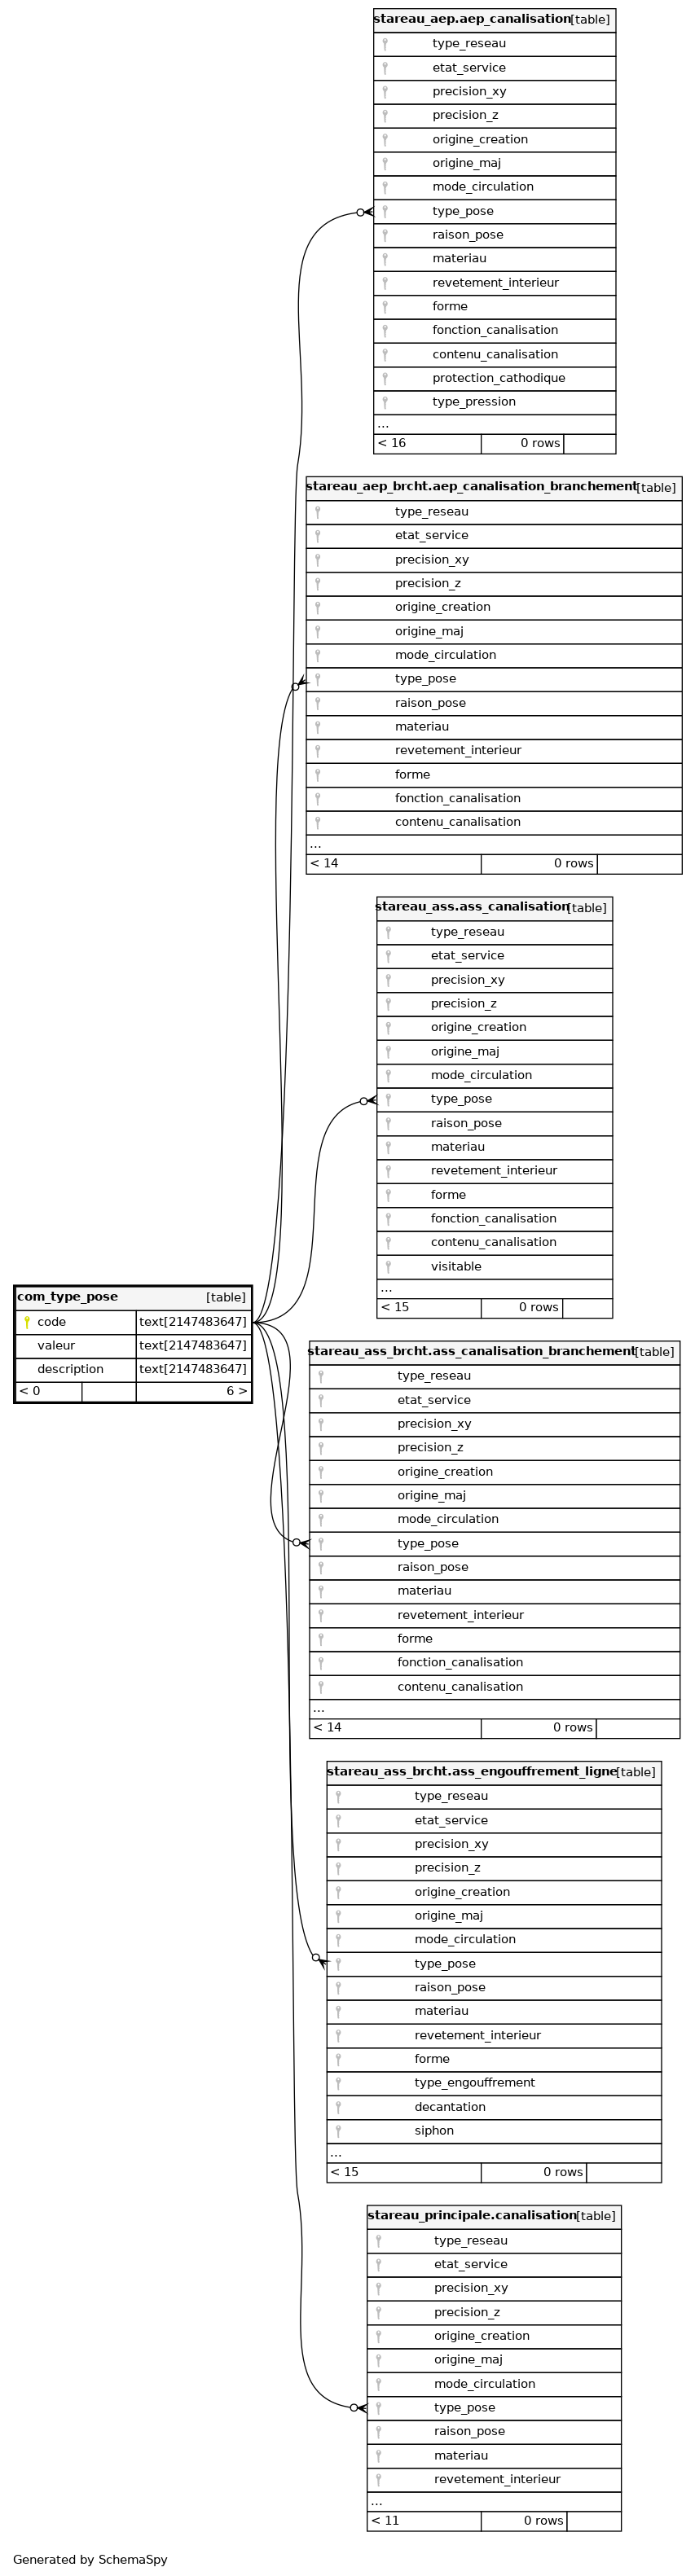 stareau_aep.aep_canalisation [table]
type_reseau
etat_service
precision_xy
precision_z
origine_creation
origine_maj
mode_circulation
type_pose
raison_pose
materiau
revetement_interieur
forme
fonction_canalisation
contenu_canalisation
protection_cathodique
type_pression
...
< 16 0 rows
stareau_aep_brcht.aep_canalisation_branchement [table]
type_reseau
etat_service
precision_xy
precision_z
origine_creation
origine_maj
mode_circulation
type_pose
raison_pose
materiau
revetement_interieur
forme
fonction_canalisation
contenu_canalisation
...
< 14 0 rows
stareau_ass.ass_canalisation [table]
type_reseau
etat_service
precision_xy
precision_z
origine_creation
origine_maj
mode_circulation
type_pose
raison_pose
materiau
revetement_interieur
forme
fonction_canalisation
contenu_canalisation
visitable
...
< 15 0 rows
com_type_pose [table]
code text[2147483647]
valeur text[2147483647]
description text[2147483647]
< 0 6 >
stareau_ass_brcht.ass_canalisation_branchement [table]
type_reseau
etat_service
precision_xy
precision_z
origine_creation
origine_maj
mode_circulation
type_pose
raison_pose
materiau
revetement_interieur
forme
fonction_canalisation
contenu_canalisation
...
< 14 0 rows
stareau_ass_brcht.ass_engouffrement_ligne [table]
type_reseau
etat_service
precision_xy
precision_z
origine_creation
origine_maj
mode_circulation
type_pose
raison_pose
materiau
revetement_interieur
forme
type_engouffrement
decantation
siphon
...
< 15 0 rows
stareau_principale.canalisation [table]
type_reseau
etat_service
precision_xy
precision_z
origine_creation
origine_maj
mode_circulation
type_pose
raison_pose
materiau
revetement_interieur
...
< 11 0 rows
Generated by SchemaSpy